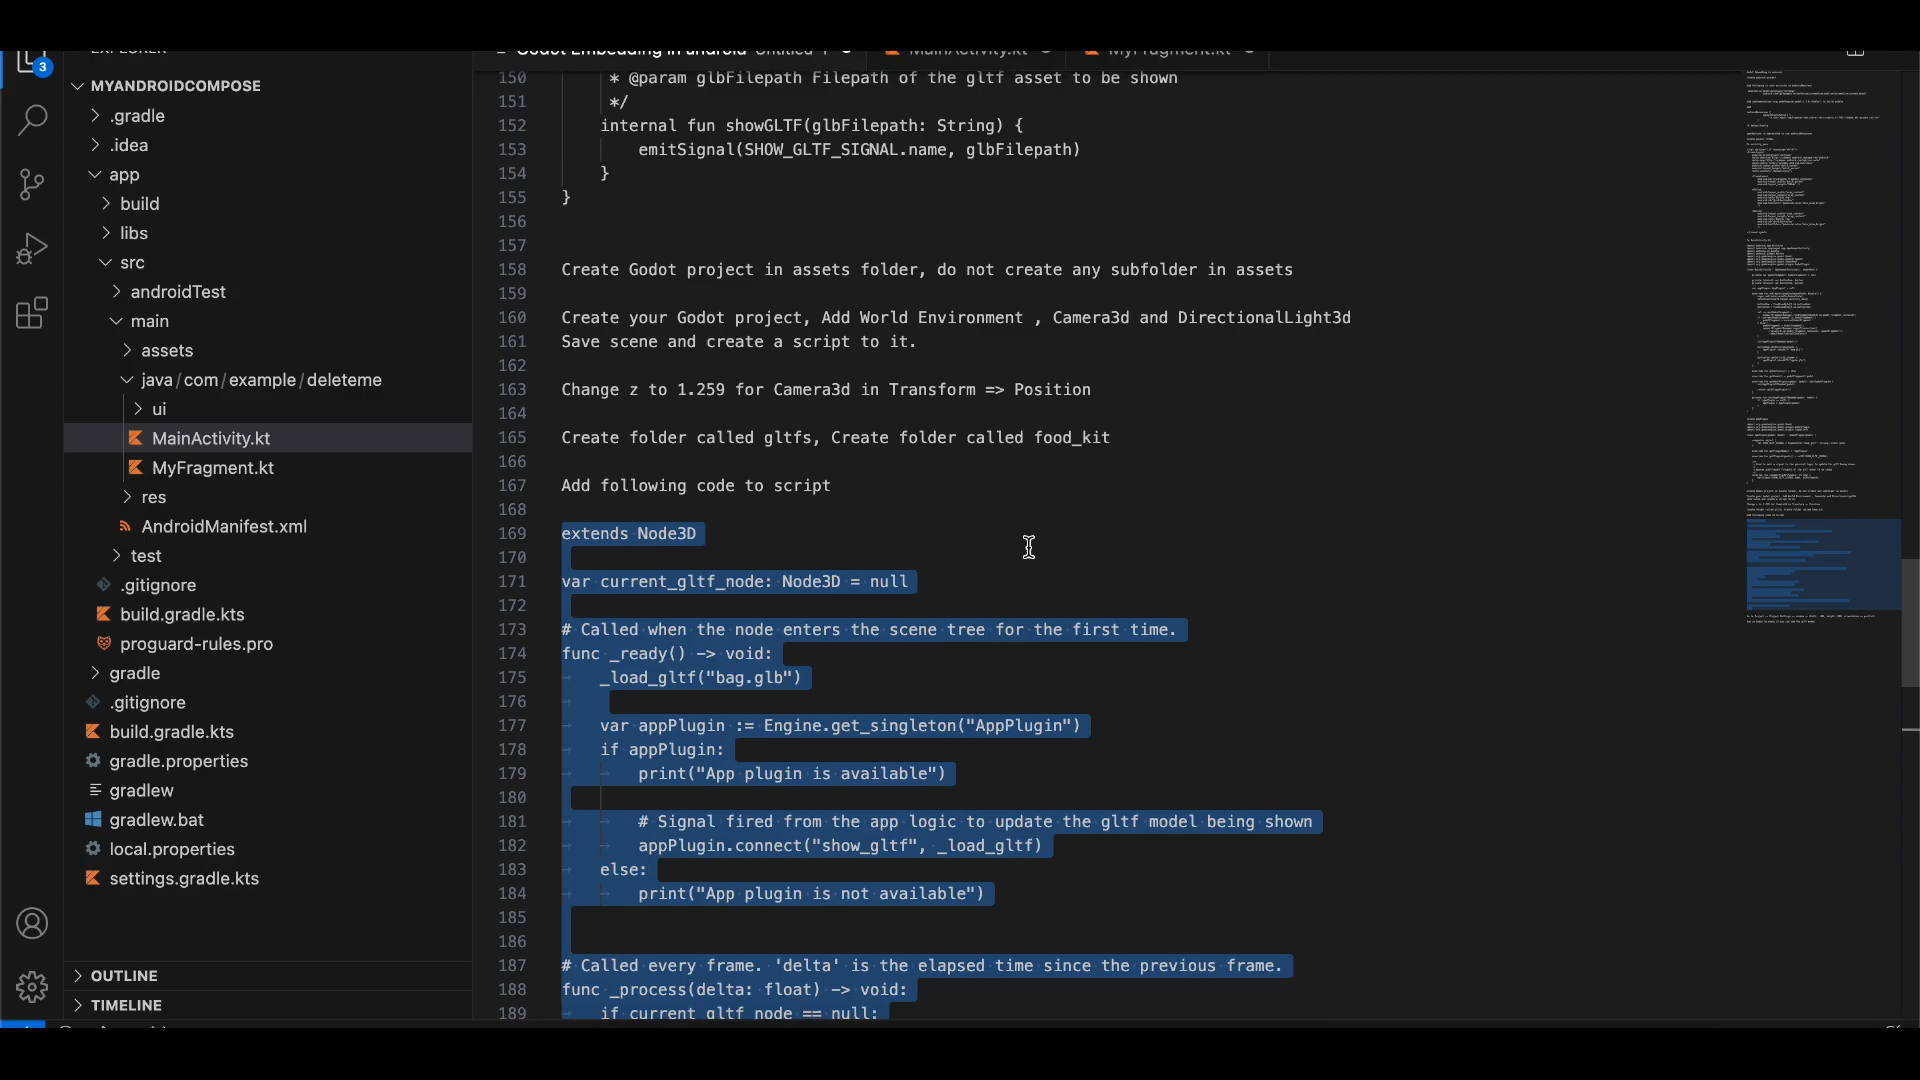 3
EXPLORER
MYANDROIDCOMPOSE
.gradle
.idea
app
build
libs
src
androidTest
main
assets
java/com/example/deleteme
ui
MainActivity.kt
MyFragment.kt
res
AndroidManifest.xml
test
.gitignore
build.gradle.kts
proguard-rules.pro
gradle
.gitignore
build.gradle.kts
gradle.properties
gradlew
gradlew.bat
local.properties
settings.gradle.kts
OUTLINE
TIMELINE
Godot Embedding in android Untitled-1
MainActivity.kt
MyFragment.kt
150 * @param glbFilepath Filepath of the gltf asset to be shown
151 */
152 internal fun showGLTF(glbFilepath: String) {
153 emitSignal(SHOW_GLTF_SIGNAL.name, glbFilepath)
154 }
155 }
156
157
158 Create Godot project in assets folder, do not create any subfolder in assets
159
160 Create your Godot project, Add World Environment , Camera3d and DirectionalLight3d
161 Save scene and create a script to it.
162
163 Change z to 1.259 for Camera3d in Transform => Position
164
165 Create folder called gltfs, Create folder called food_kit
166
167 Add following code to script
168
169 extends Node3D
170
171 var current_gltf_node: Node3D = null
172
173 # Called when the node enters the scene tree for the first time.
174 func _ready() -> void:
175 _load_gltf("bag.glb")
176
177 var appPlugin := Engine.get_singleton("AppPlugin")
178 if appPlugin:
179 print("App plugin is available")
180
181 # Signal fired from the app logic to update the gltf model being shown
182 appPlugin.connect("show_gltf", _load_gltf)
183 else:
184 print("App plugin is not available")
185
186
187 # Called every frame. 'delta' is the elapsed time since the previous frame.
188 func _process(delta: float) -> void:
189 if current_gltf_node == null: